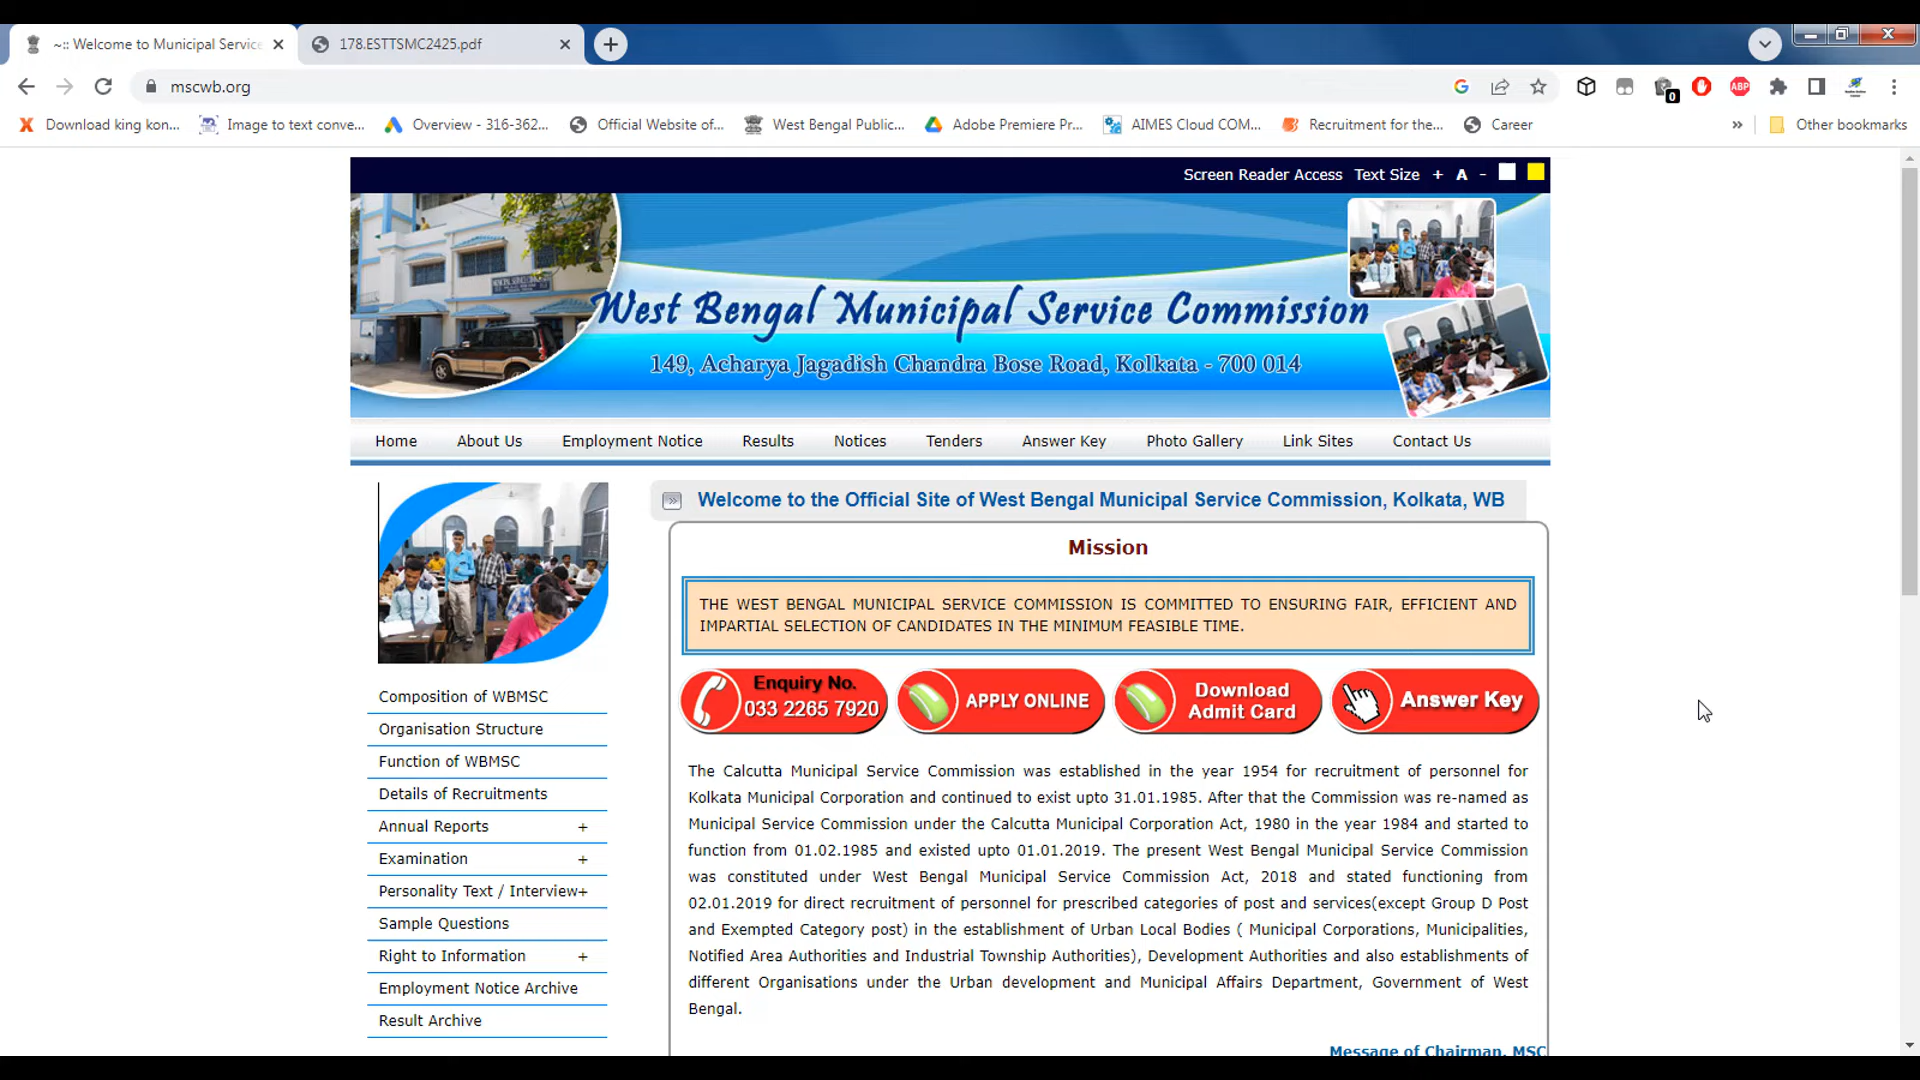 ~:: Welcome to Municipal Service
178.ESTTSMC2425.pdf
mscwb.org
0
ABP
Download king kon...
Image to text conve...
Overview - 316-362...
Official Website of...
West Bengal Public...
Adobe Premiere Pr...
AIMES Cloud COM...
Recruitment for the...
Career
»
Other bookmarks
Screen Reader Access Text Size + A -
West Bengal Municipal Service Commission
149, Acharya Jagadish Chandra Bose Road, Kolkata - 700 014
Home About Us Employment Notice Results Notices Tenders Answer Key Photo Gallery Link Sites Contact Us
Welcome to the Official Site of West Bengal Municipal Service Commission, Kolkata, WB
Mission
THE WEST BENGAL MUNICIPAL SERVICE COMMISSION IS COMMITTED TO ENSURING FAIR, EFFICIENT AND
IMPARTIAL SELECTION OF CANDIDATES IN THE MINIMUM FEASIBLE TIME.
Enquiry No.
033 2265 7920
APPLY ONLINE
Download
Admit Card
Answer Key
Composition of WBMSC
Organisation Structure
Function of WBMSC
Details of Recruitments
Annual Reports +
Examination +
Personality Text / Interview+
Sample Questions
Right to Information +
Employment Notice Archive
Result Archive
The Calcutta Municipal Service Commission was established in the year 1954 for recruitment of personnel for
Kolkata Municipal Corporation and continued to exist upto 31.01.1985. After that the Commission was re-named as
Municipal Service Commission under the Calcutta Municipal Corporation Act, 1980 in the year 1984 and started to
function from 01.02.1985 and existed upto 01.01.2019. The present West Bengal Municipal Service Commission
was constituted under West Bengal Municipal Service Commission Act, 2018 and stated functioning from
02.01.2019 for direct recruitment of personnel for prescribed categories of post and services(except Group D Post
and Exempted Category post) in the establishment of Urban Local Bodies ( Municipal Corporations, Municipalities,
Notified Area Authorities and Industrial Township Authorities), Development Authorities and also establishments of
different Organisations under the Urban development and Municipal Affairs Department, Government of West
Bengal.
Message of Chairman, MSC